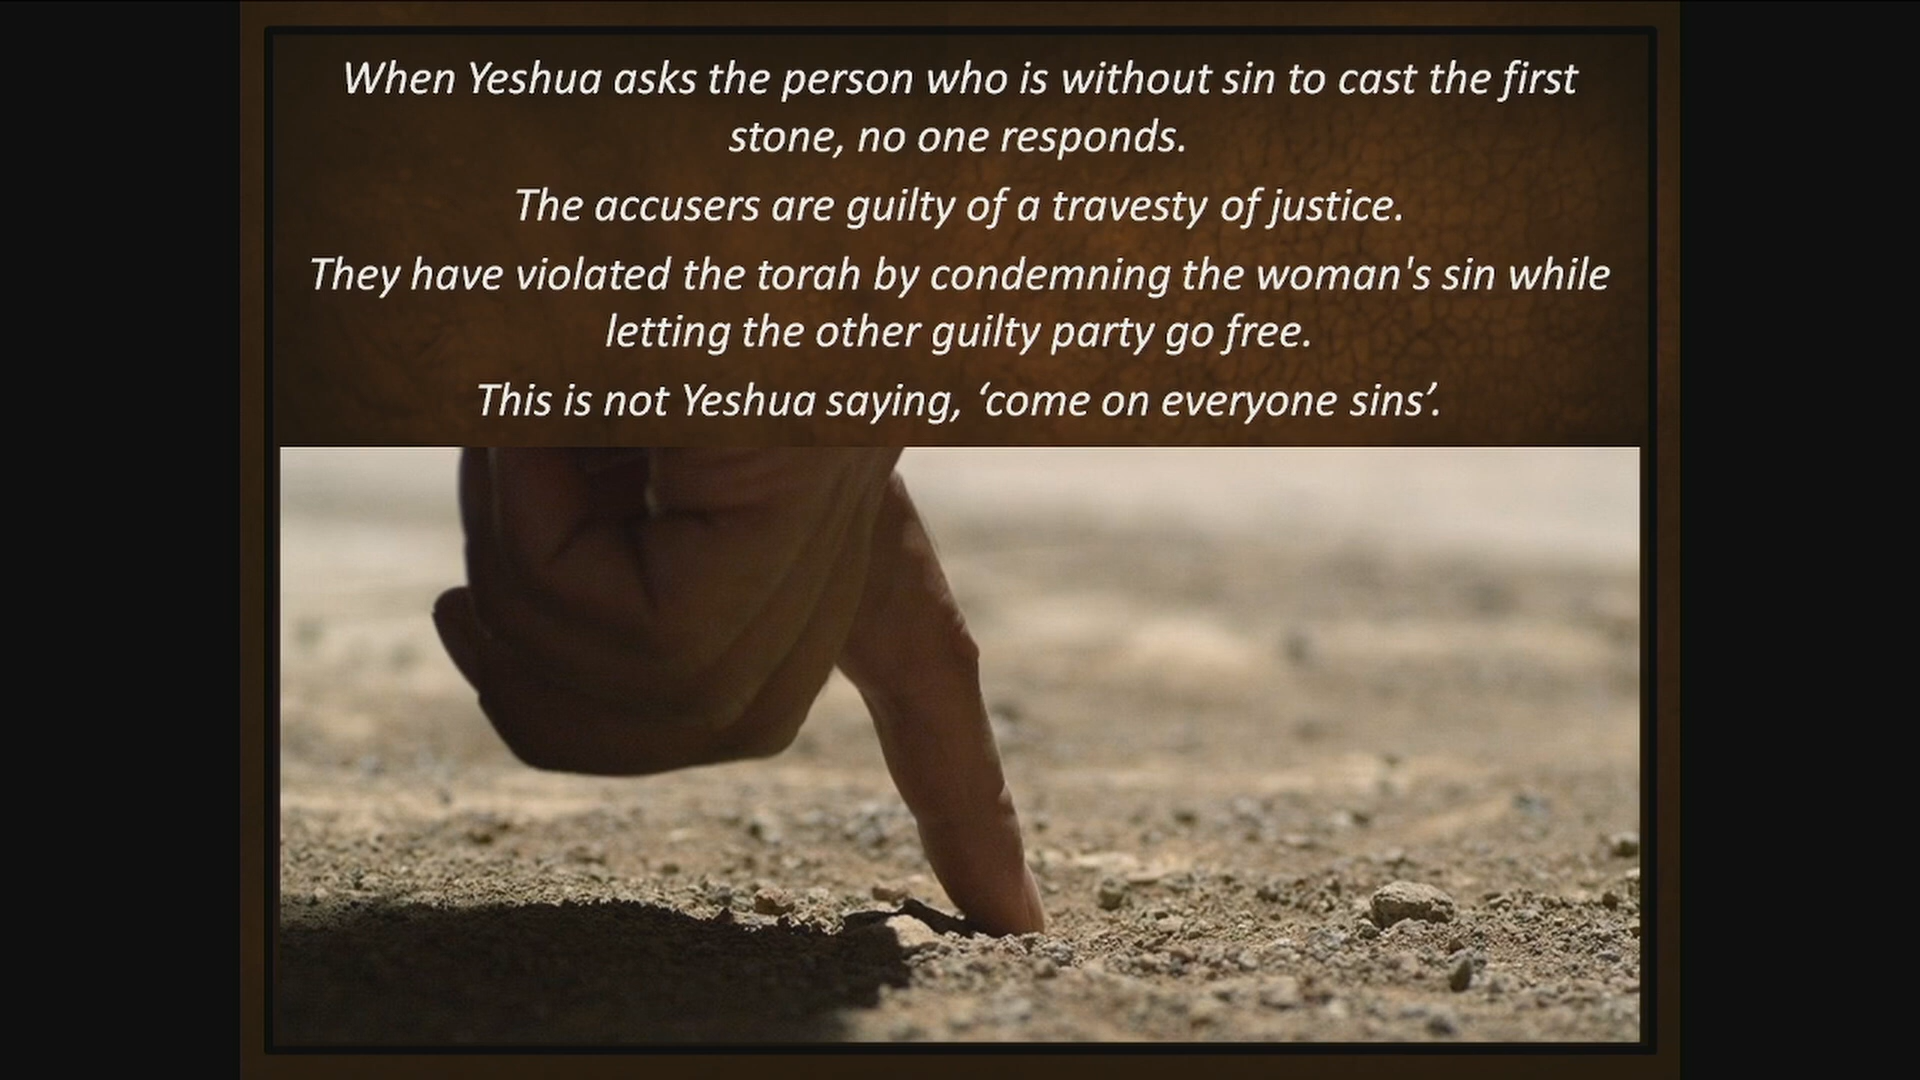 When Yeshua asks the person who is without sin to cast the first
stone, no one responds.
The accusers are guilty of a travesty of justice.
They have violated the torah by condemning the woman's sin while
letting the other guilty party go free.
This is not Yeshua saying, ‘come on everyone sins’.